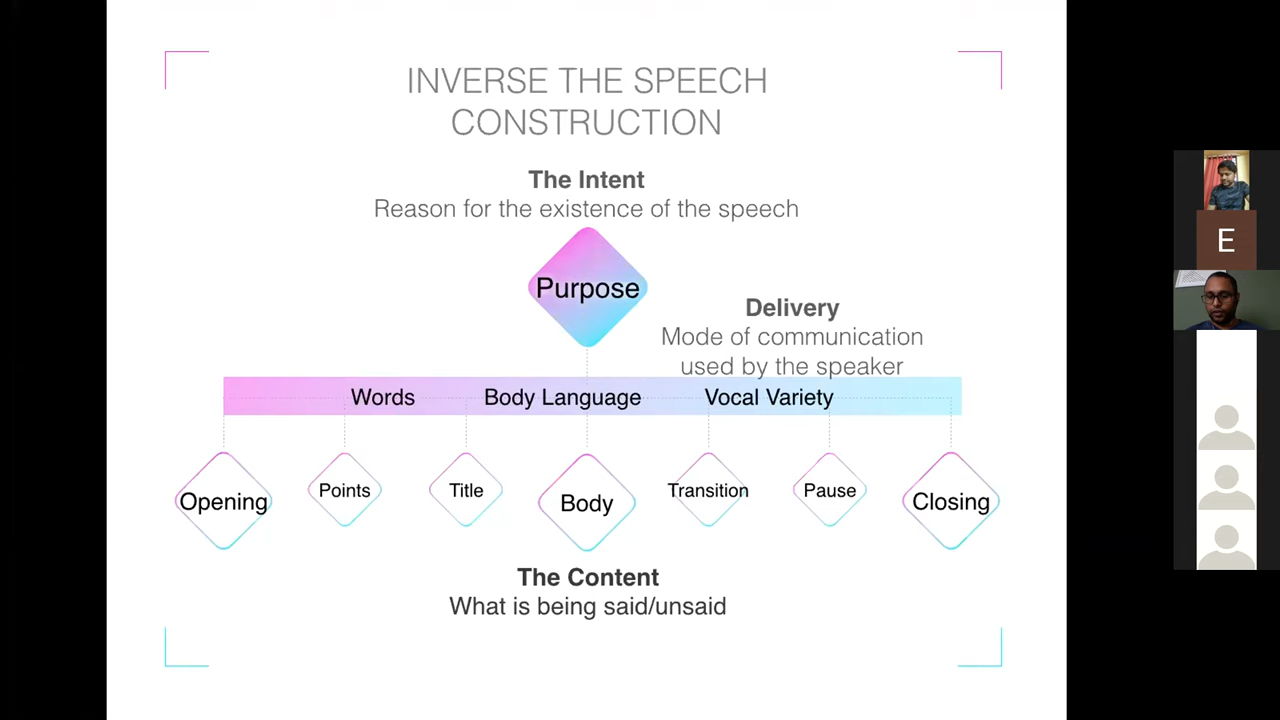 INVERSE THE SPEECH
CONSTRUCTION
The Intent
Reason for the existence of the speech
Purpose
Delivery
Mode of communication
used by the speaker
Words Body Language Vocal Variety
Opening Points Title Body Transition Pause Closing
The Content
What is being said/unsaid
E